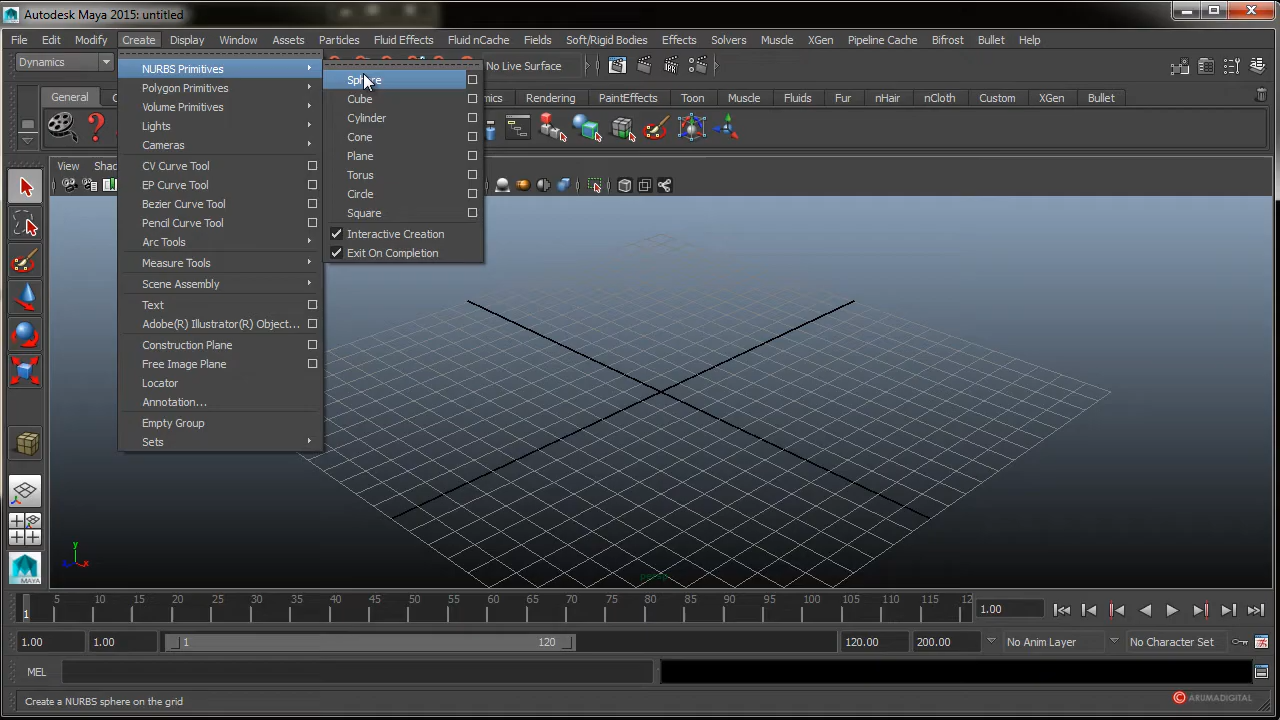 Autodesk Maya 2015: untitled
File Edit Modify Create Display Window Assets Particles Fluid Effects Fluid nCache Fields Soft/Rigid Bodies Effects Solvers Muscle XGen Pipeline Cache Bifrost Bullet Help
Dynamics
No Live Surface
General
Rendering PaintEffects Toon Muscle Fluids Fur nHair nCloth Custom XGen Bullet
View
NURBS Primitives
Polygon Primitives
Volume Primitives
Lights
Cameras
CV Curve Tool
EP Curve Tool
Bezier Curve Tool
Pencil Curve Tool
Arc Tools
Measure Tools
Scene Assembly
Text
Adobe(R) Illustrator(R) Object...
Construction Plane
Free Image Plane
Locator
Annotation...
Empty Group
Sets
Sphere
Cube
Cylinder
Cone
Plane
Torus
Circle
Square
Interactive Creation
Exit On Completion
y
x
persp
MAYA
5 10 15 20 25 30 35 40 45 50 55 60 65 70 75 80 85 90 95 100 105 110 115 12
1
1.00
1.00 1.00 1 120 120.00 200.00 No Anim Layer No Character Set
MEL
Create a NURBS sphere on the grid
© ARUMADIGITAL